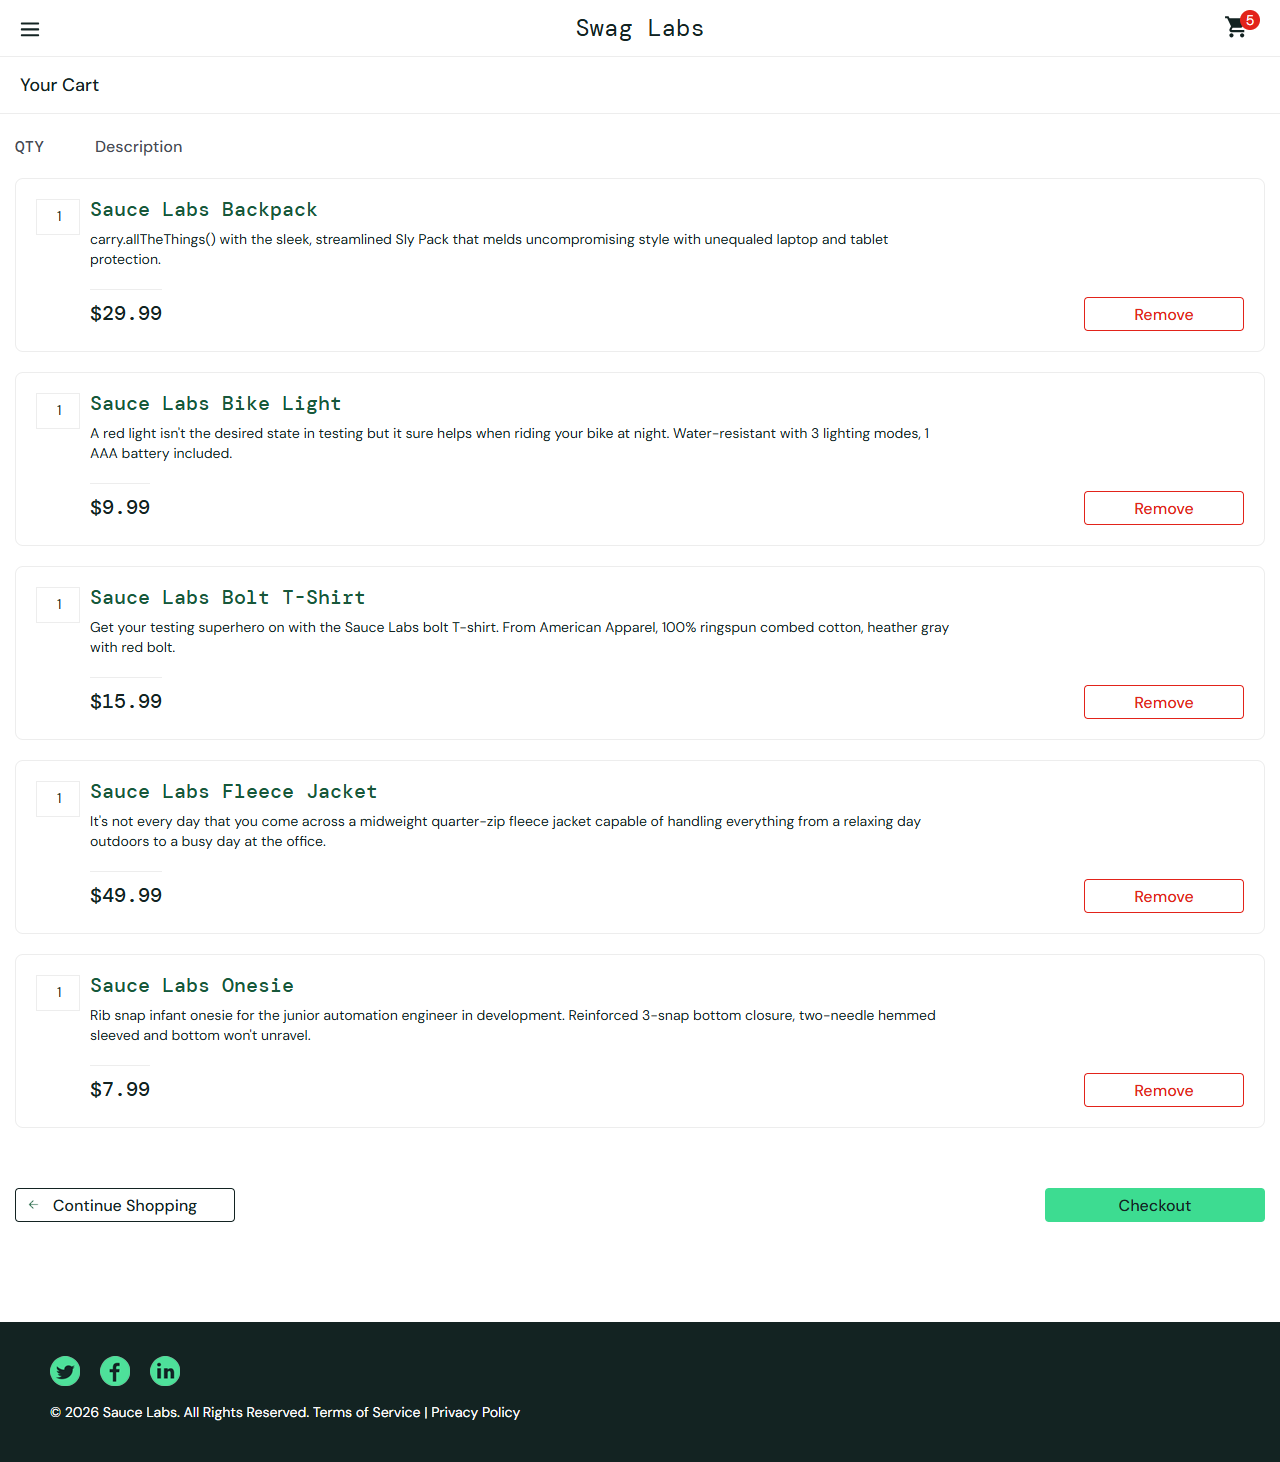 Swag Labs
5
Your Cart
QTY Description
1
Sauce Labs Backpack
carry.allTheThings() with the sleek, streamlined Sly Pack that melds uncompromising style with unequaled laptop and tablet
protection.
$29.99
Remove
1
Sauce Labs Bike Light
A red light isn't the desired state in testing but it sure helps when riding your bike at night. Water-resistant with 3 lighting modes, 1
AAA battery included.
$9.99
Remove
1
Sauce Labs Bolt T-Shirt
Get your testing superhero on with the Sauce Labs bolt T-shirt. From American Apparel, 100% ringspun combed cotton, heather gray
with red bolt.
$15.99
Remove
1
Sauce Labs Fleece Jacket
It's not every day that you come across a midweight quarter-zip fleece jacket capable of handling everything from a relaxing day
outdoors to a busy day at the office.
$49.99
Remove
1
Sauce Labs Onesie
Rib snap infant onesie for the junior automation engineer in development. Reinforced 3-snap bottom closure, two-needle hemmed
sleeved and bottom won't unravel.
$7.99
Remove
Continue Shopping
Checkout
© 2026 Sauce Labs. All Rights Reserved. Terms of Service | Privacy Policy